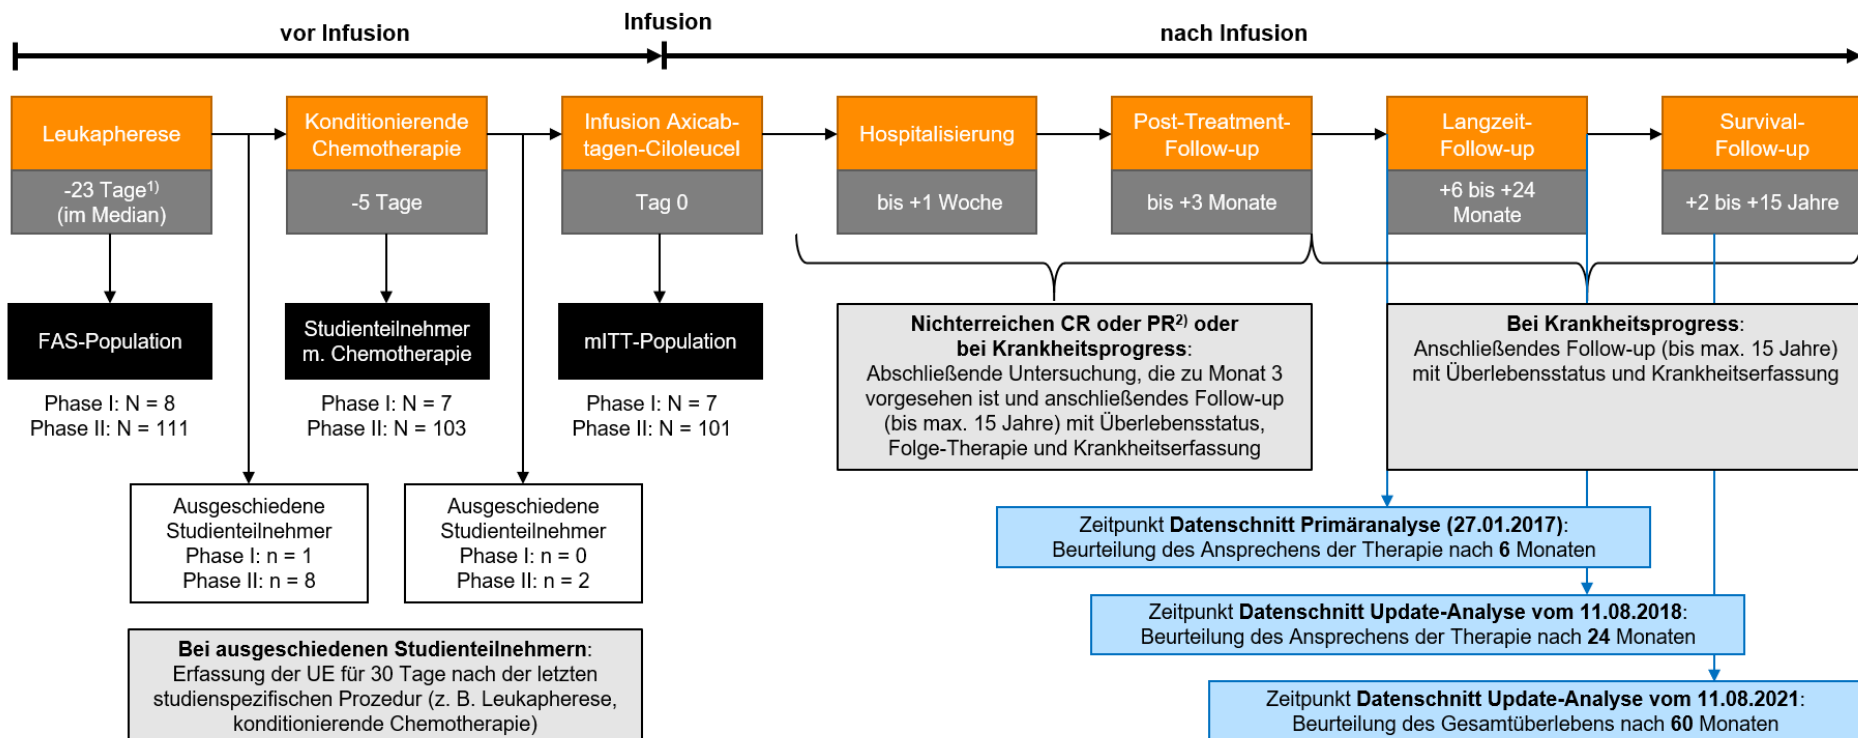 vor Infusion
Infusion
nach Infusion
Leukapherese
-23 Tage1)
(im Median)
Konditionierende
Chemotherapie
-5 Tage
Infusion Axicab-
tagen-Ciloleucel
Tag 0
Hospitalisierung
bis +1 Woche
Post-Treatment-
Follow-up
bis +3 Monate
Langzeit-
Follow-up
+6 bis +24
Monate
Survival-
Follow-up
+2 bis +15 Jahre
FAS-Population
Phase I: N = 8
Phase II: N = 111
Studienteilnehmer
m. Chemotherapie
Phase I: N = 7
Phase II: N = 103
mITT-Population
Phase I: N = 7
Phase II: N = 101
Nichterreichen CR oder PR2) oder
bei Krankheitsprogress:
Abschließende Untersuchung, die zu Monat 3
vorgesehen ist und anschließendes Follow-up
(bis max. 15 Jahre) mit Überlebensstatus,
Folge-Therapie und Krankheitserfassung
Bei Krankheitsprogress:
Anschließendes Follow-up (bis max. 15 Jahre)
mit Überlebensstatus und Krankheitserfassung
Ausgeschiedene
Studienteilnehmer
Phase I: n = 1
Phase II: n = 8
Ausgeschiedene
Studienteilnehmer
Phase I: n = 0
Phase II: n = 2
Bei ausgeschiedenen Studienteilnehmern:
Erfassung der UE für 30 Tage nach der letzten
studienspezifischen Prozedur (z. B. Leukapherese,
konditionierende Chemotherapie)
Zeitpunkt Datenschnitt Primäranalyse (27.01.2017):
Beurteilung des Ansprechens der Therapie nach 6 Monaten
Zeitpunkt Datenschnitt Update-Analyse vom 11.08.2018:
Beurteilung des Ansprechens der Therapie nach 24 Monaten
Zeitpunkt Datenschnitt Update-Analyse vom 11.08.2021:
Beurteilung des Gesamtüberlebens nach 60 Monaten